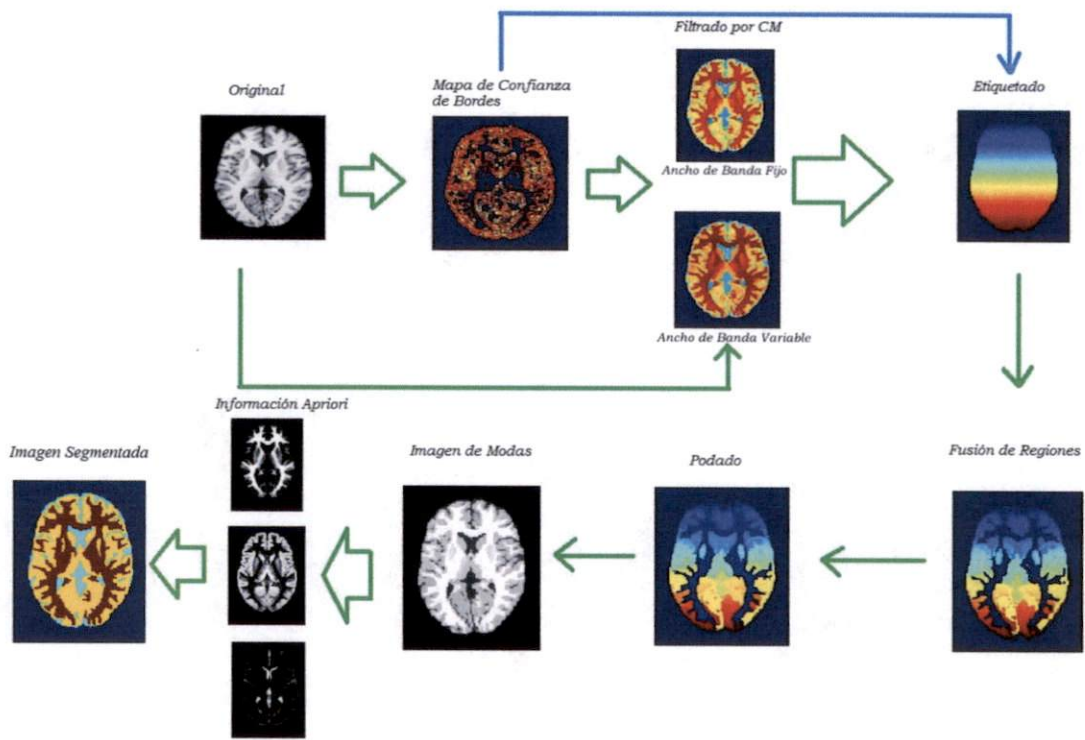 Filtrado por CM
Original
Mapa de Confianza
de Bordes
Etiquetado
Ancho de Banda Fijo
Ancho de Banda Variable
Información Apriori
Imagen Segmentada
Imagen de Modas
Podado
Fusión de Regiones